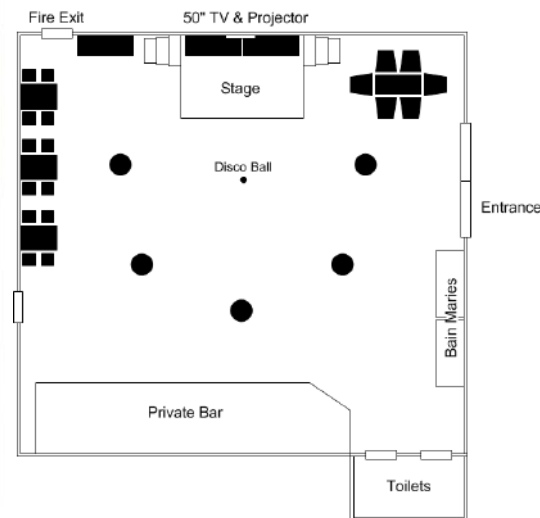 Fire Exit
50" TV & Projector
Stage
Disco Ball
Entrance
Bain Maries
Private Bar
Toilets